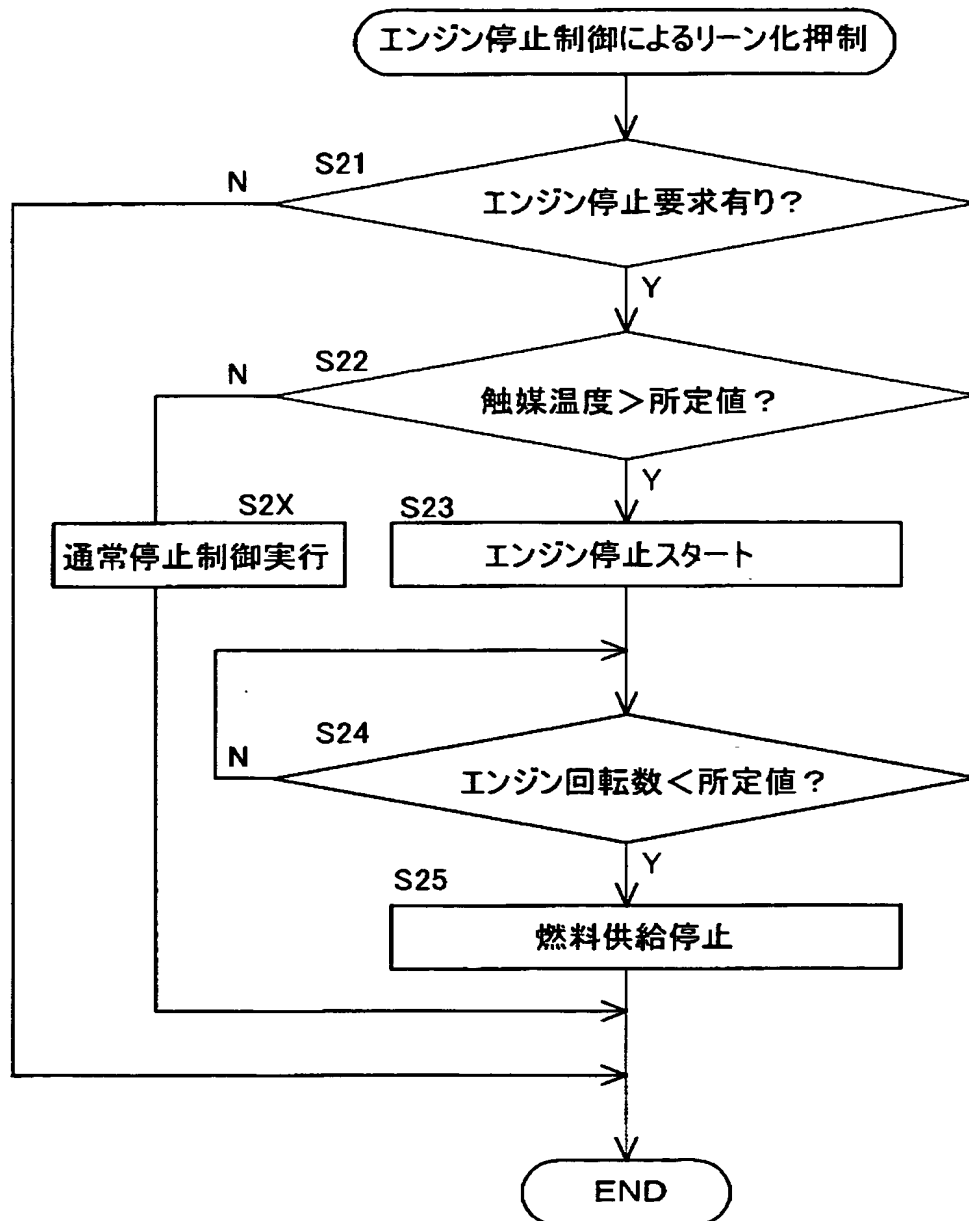 エンジン停止制御によるリーン化押制
S21
N
エンジン停止要求有り？
Y
S22
N
触媒温度＞所定値？
Y
S2X
S23
通常停止制御実行
エンジン停止スタート
S24
N
エンジン回転数＜所定値？
Y
S25
燃料供給停止
END